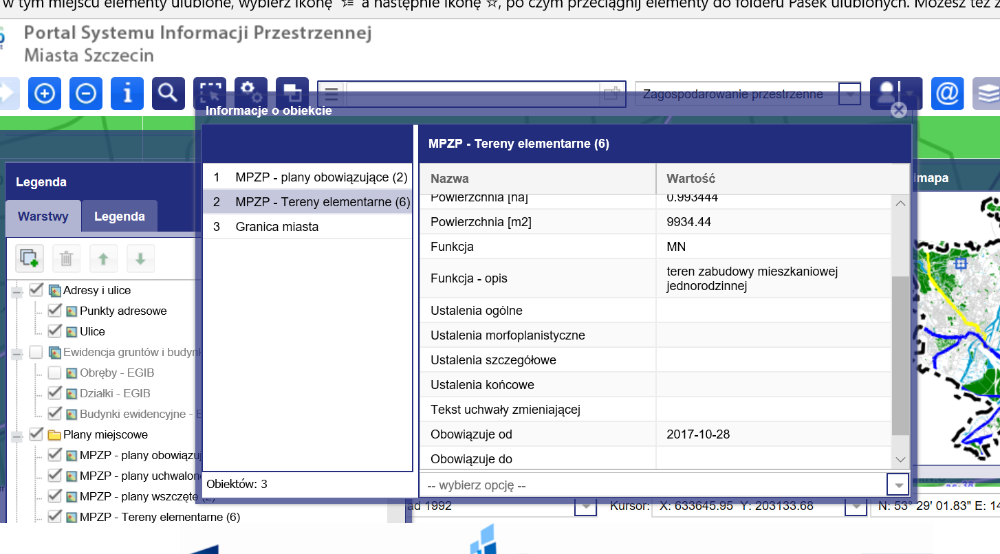 w tym miejscu elementy ulubione, wybierz ikonę a następnie ikonę ☆, po czym przeciągnij elementy do folderu Pasek ulubionych. Możesz też
Portal Systemu Informacji Przestrzennej
Miasta Szczecin
Zagospodarowanie przestrzenne
Informacje o obiekcie
MPZP - Tereny elementarne (6)
1 MPZP - plany obowiązujące (2)
2 MPZP - Tereny elementarne (6)
3 Granica miasta
Obiektów: 3
Nazwa Wartość
Powierzchnia [ha] 0.993444
Powierzchnia [m2] 9934.44
Funkcja MN
Funkcja - opis teren zabudowy mieszkaniowej
jednorodzinnej
Ustalenia ogólne
Ustalenia morfoplanistyczne
Ustalenia szczegółowe
Ustalenia końcowe
Tekst uchwały zmieniającej
Obowiązuje od 2017-10-28
Obowiązuje do
-- wybierz opcję --
Legenda
Warstwy Legenda
Adresy i ulice
Punkty adresowe
Ulice
Ewidencja gruntów i budyn
Obręby - EGIB
Działki - EGIB
Budynki ewidencyjne - E
Plany miejscowe
MPZP - plany obowiązu
MPZP - plany uchwalon
MPZP - plany wszczęte (2)
MPZP - Tereny elementarne (6)
imapa
ad 1992 Kursor: X: 633645.95 Y: 203133.68 N: 53° 29' 01.83" E: 14